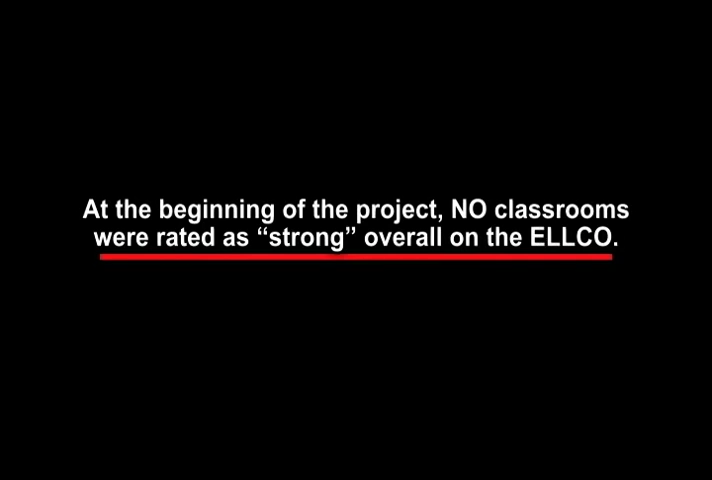 At the beginning of the project, NO classrooms
were rated as “strong” overall on the ELLCO.